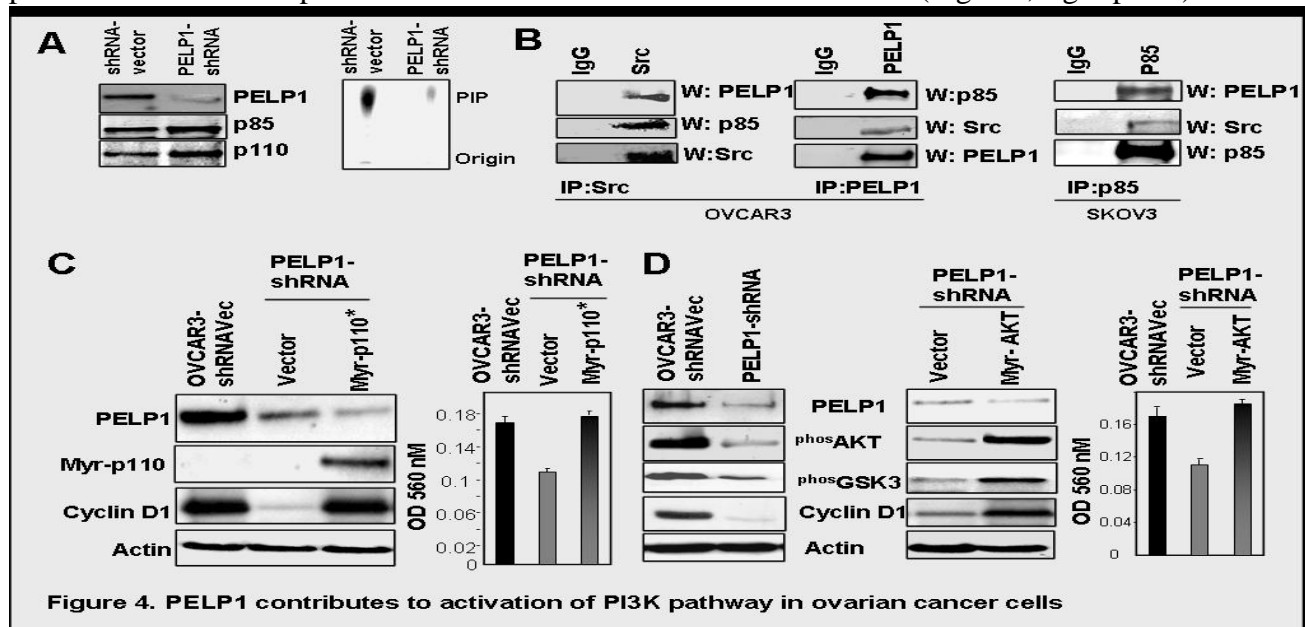 A
shRNA-
vector
PELP1-
shRNA
PELP1
p85
p110
shRNA-
vector
PELP1-
shRNA
PIP
Origin
B
IgG
Src
W: PELP1
W: p85
W:Src
IP:Src
IgG
PELP1
W:p85
W: Src
W: PELP1
IP:PELP1
OVCAR3
IgG
P85
W: PELP1
W: Src
W: p85
IP:p85
SKOV3
C
OVCAR3-
shRNAVec
PELP1-
shRNA
Vector
Myr-p110*
PELP1
Myr-p110
Cyclin D1
Actin
OVCAR3-
shRNAVec
PELP1-
shRNA
Vector
Myr-p110*
OD 560 nM
0.18
0.14
0.1
0.06
0.02
0
D
OVCAR3-
shRNAVec
PELP1-shRNA
PELP1-
shRNA
Vector
Myr- AKT
PELP1
phosAKT
phosGSK3
Cyclin D1
Actin
OVCAR3-
shRNAVec
PELP1-
shRNA
Vector
Myr-AKT
OD 560 nM
0.16
0.12
0.08
0.04
0
Figure 4. PELP1 contributes to activation of PI3K pathway in ovarian cancer cells